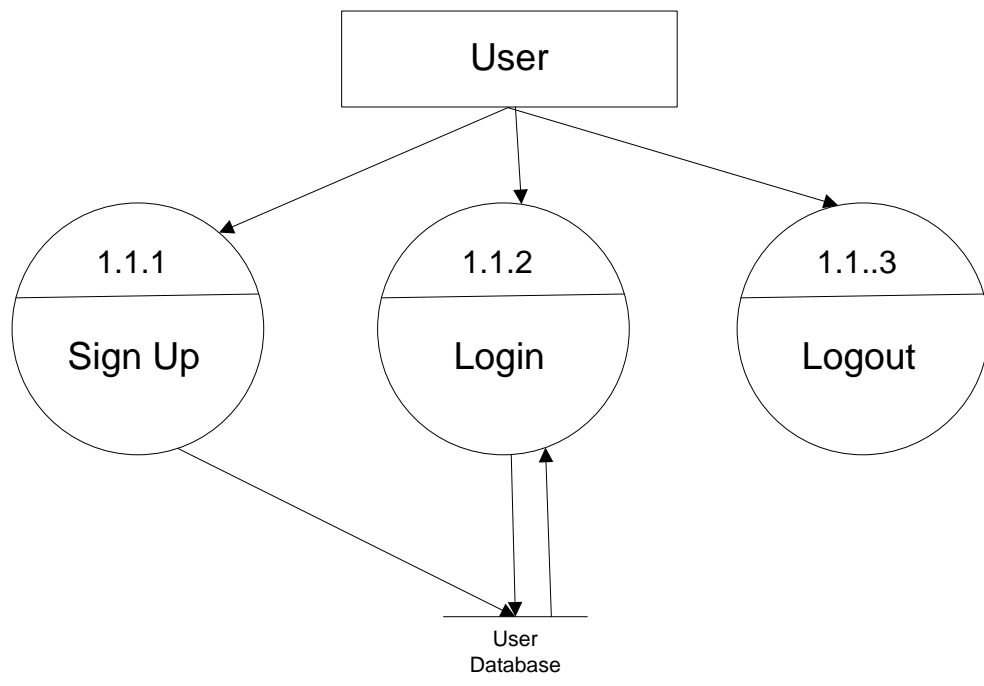 User
1.1.1
1.1.2
1.1..3
Sign Up
Login
Logout
User
Database